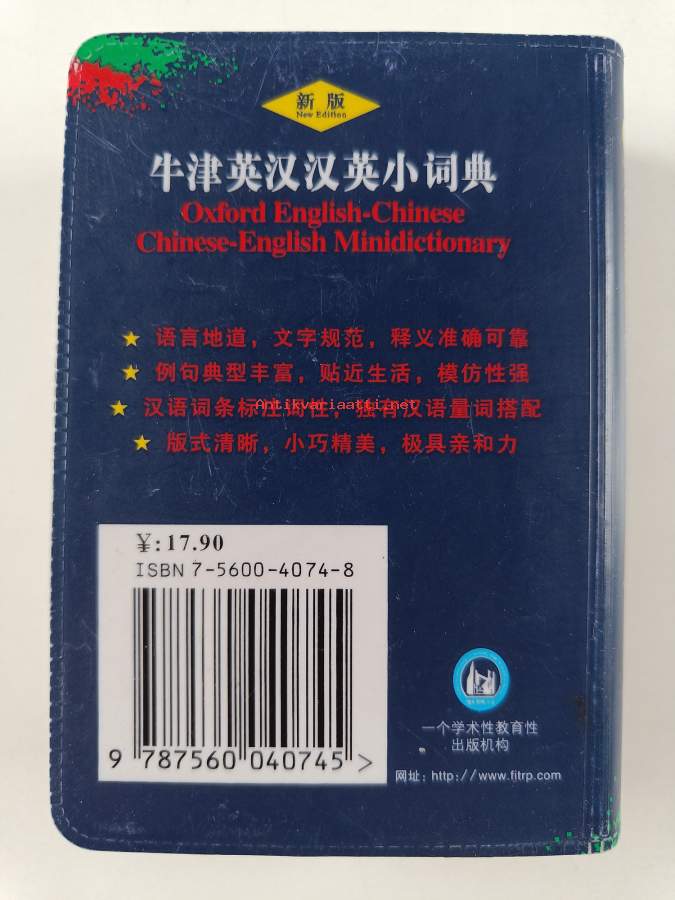 新版
New Edition
牛津英汉汉英小词典
Oxford English-Chinese
Chinese-English Minidictionary
语言地道，文字规范，释义准确可靠
例句典型丰富，贴近生活，模仿性强
汉语词条标注词性，独有汉语量词搭配
Antikvariaatti.net
版式清晰，小巧精美，极具亲和力
¥: 17.90
ISBN 7-5600-4074-8
9 787560 040745 >
一个学术性教育性
出版机构
网址: http://www.fltrp.com